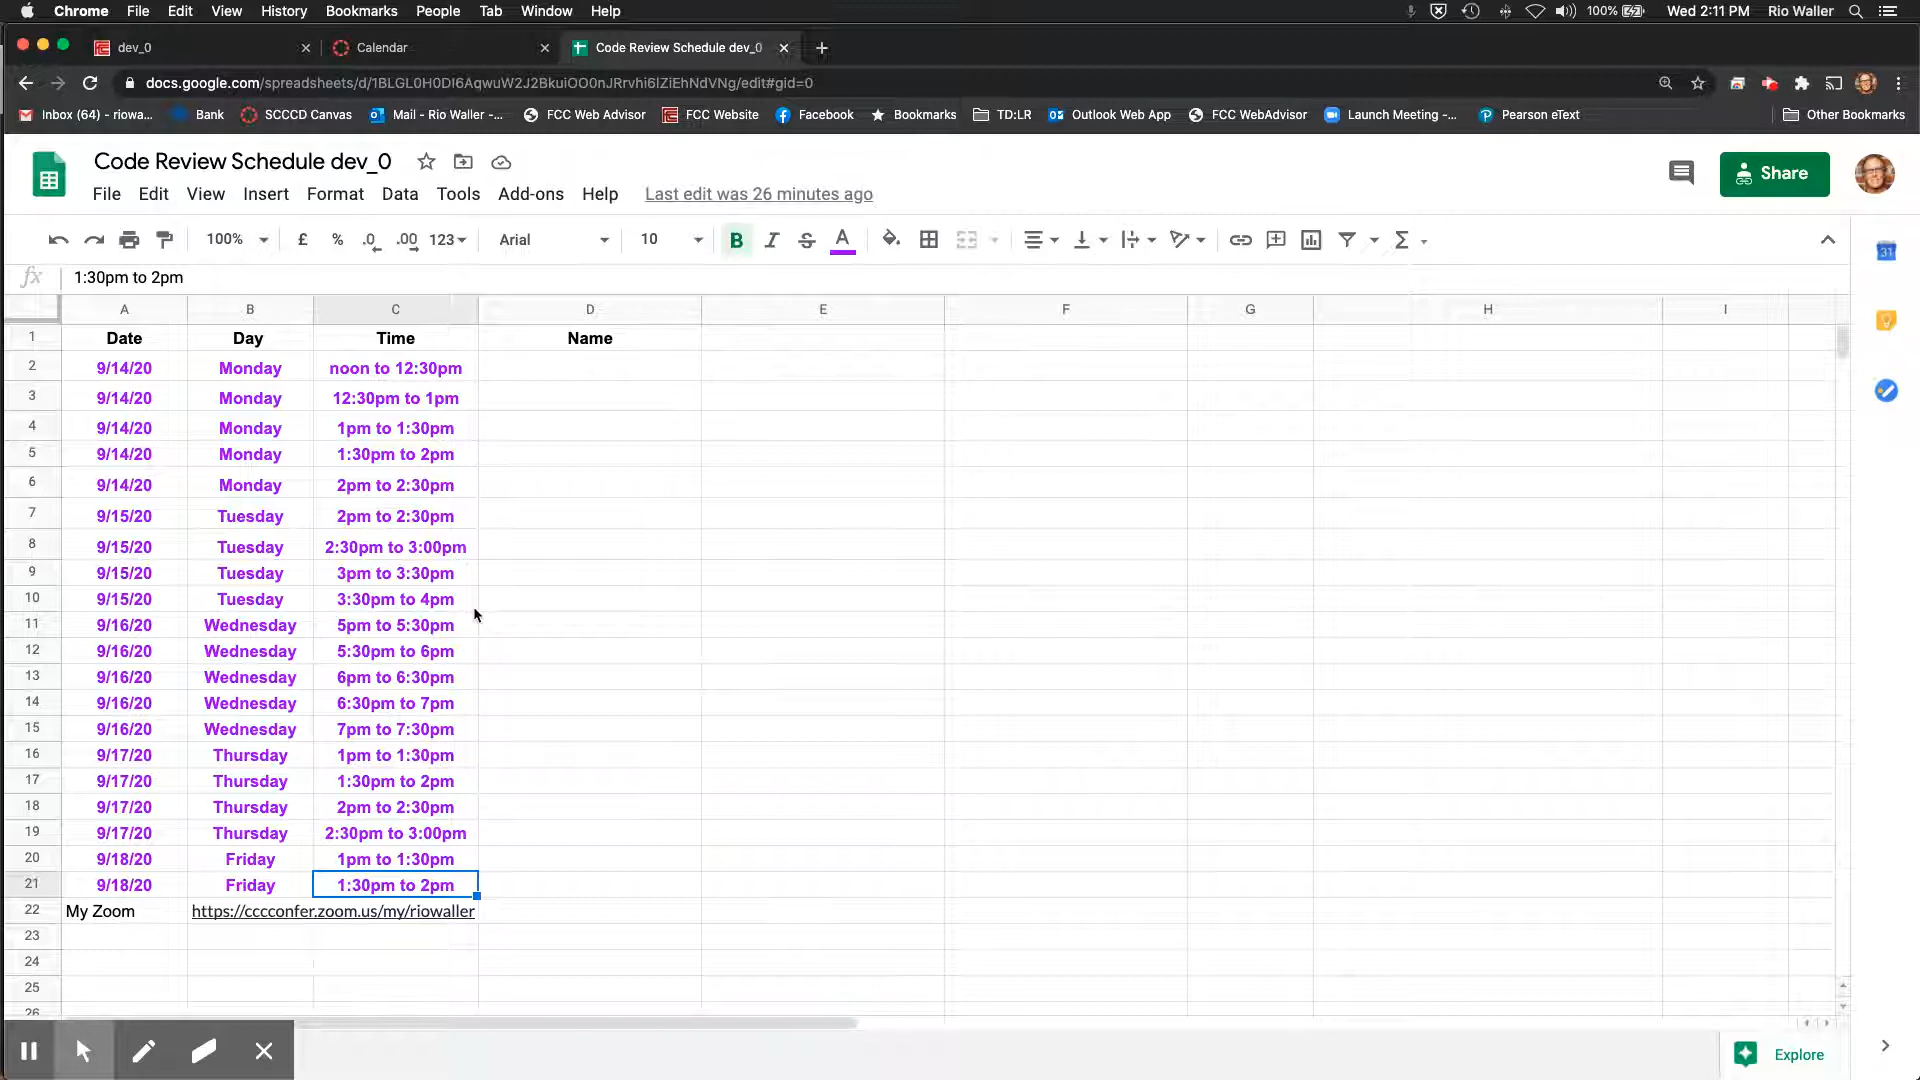 Chrome File Edit View History Bookmarks People Tab Window Help 100% Wed 2:11 PM Rio Waller
dev_0 Calendar Code Review Schedule dev_0
docs.google.com/spreadsheets/d/1BLGL0H0DI6AqwuW2J2BkuiOO0nJRrvhi6lZiEhNdVNg/edit#gid=0
Inbox (64) - riowa... Bank SCCCD Canvas Mail - Rio Waller -... FCC Web Advisor FCC Website Facebook Bookmarks TD:LR Outlook Web App FCC WebAdvisor Launch Meeting -... Pearson eText Other Bookmarks
Code Review Schedule dev_0
Share
File Edit View Insert Format Data Tools Add-ons Help Last edit was 26 minutes ago
100% £ % .0 .00 123 Arial 10 B I S A Σ
31
fx 1:30pm to 2pm
A B C D E F G H I
1 Date Day Time Name
2 9/14/20 Monday noon to 12:30pm
3 9/14/20 Monday 12:30pm to 1pm
4 9/14/20 Monday 1pm to 1:30pm
5 9/14/20 Monday 1:30pm to 2pm
6 9/14/20 Monday 2pm to 2:30pm
7 9/15/20 Tuesday 2pm to 2:30pm
8 9/15/20 Tuesday 2:30pm to 3:00pm
9 9/15/20 Tuesday 3pm to 3:30pm
10 9/15/20 Tuesday 3:30pm to 4pm
11 9/16/20 Wednesday 5pm to 5:30pm
12 9/16/20 Wednesday 5:30pm to 6pm
13 9/16/20 Wednesday 6pm to 6:30pm
14 9/16/20 Wednesday 6:30pm to 7pm
15 9/16/20 Wednesday 7pm to 7:30pm
16 9/17/20 Thursday 1pm to 1:30pm
17 9/17/20 Thursday 1:30pm to 2pm
18 9/17/20 Thursday 2pm to 2:30pm
19 9/17/20 Thursday 2:30pm to 3:00pm
20 9/18/20 Friday 1pm to 1:30pm
21 9/18/20 Friday 1:30pm to 2pm
22 My Zoom https://cccconfer.zoom.us/my/riowaller
23
24
25
26
Explore